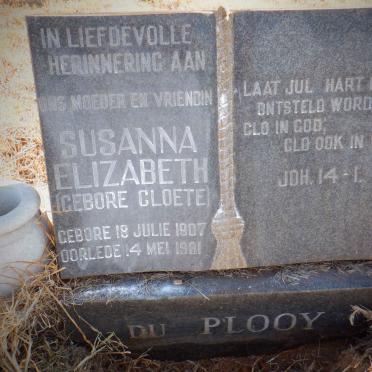 IN LIEFDEVOLLE
HERINNERING AAN
ONS MOEDER EN VRIENDIN
SUSANNA
ELIZABETH
(GEBORE CLOETE)
GEBORE 18 JULIE 1907
OORLEDE 4 MEI 1981
LAAT JUL HART
ONTSTELD WORD
GLO IN GOD,
GLO OOK IN
JOH. 14-1.
DU PLOOY